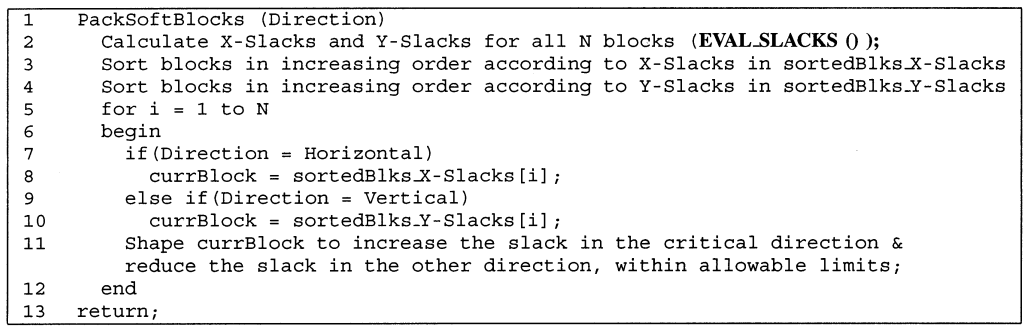 1 PackSoftBlocks (Direction)
2 Calculate X-Slacks and Y-Slacks for all N blocks (EVAL_SLACKS () );
3 Sort blocks in increasing order according to X-Slacks in sortedBlks_X-Slacks
4 Sort blocks in increasing order according to Y-Slacks in sortedBlks_Y-Slacks
5 for i = 1 to N
6 begin
7 if(Direction = Horizontal)
8 currBlock = sortedBlks_X-Slacks[i];
9 else if(Direction = Vertical)
10 currBlock = sortedBlks_Y-Slacks[i];
11 Shape currBlock to increase the slack in the critical direction &
reduce the slack in the other direction, within allowable limits;
12 end
13 return;